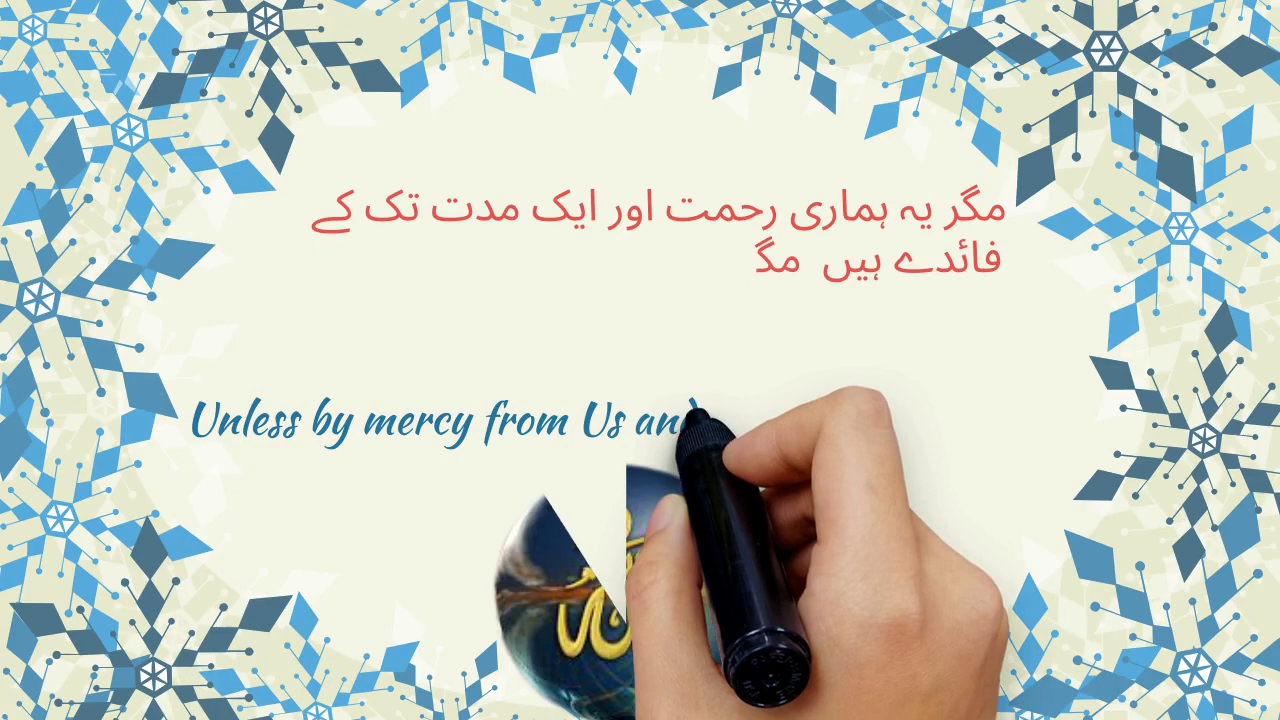 مگر یہ ہماری رحمت اور ایک مدت تک کے
فائدے ہیں مگ
Unless by mercy from Us an